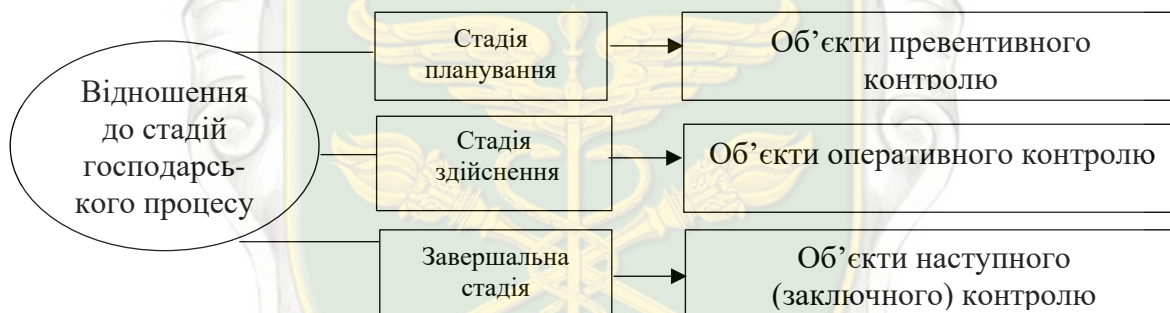 Відношення
до стадій
господарсь-
кого процесу
Стадія
планування
Об’єкти превентивного
контролю
Стадія
здійснення
Об’єкти оперативного контролю
Завершальна
стадія
Об’єкти наступного
(заключного) контролю